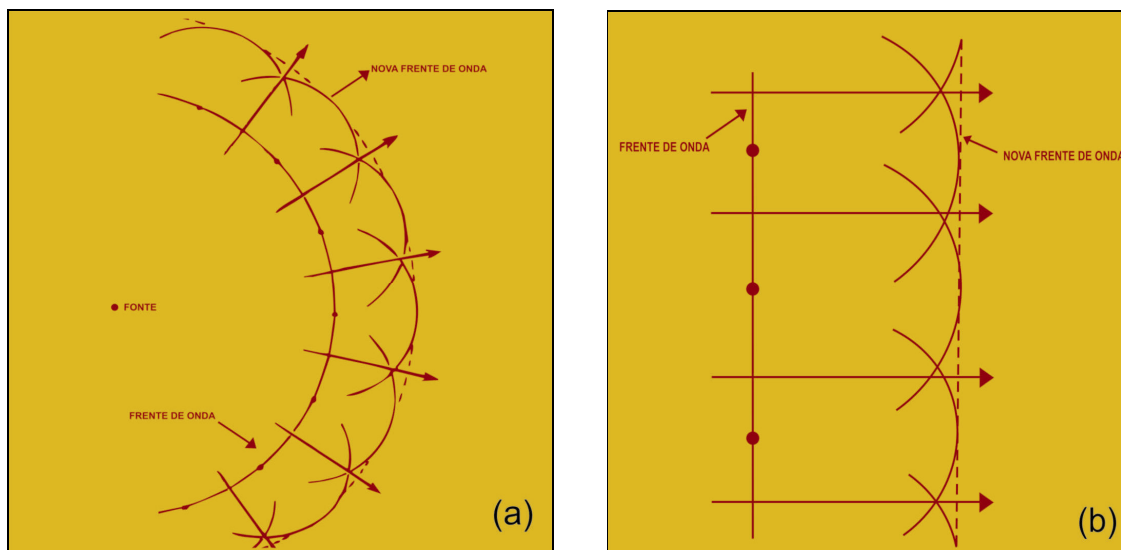 NOVA FRENTE DE ONDA
FONTE
FRENTE DE ONDA
(a)
FRENTE DE ONDA
NOVA FRENTE DE ONDA
(b)